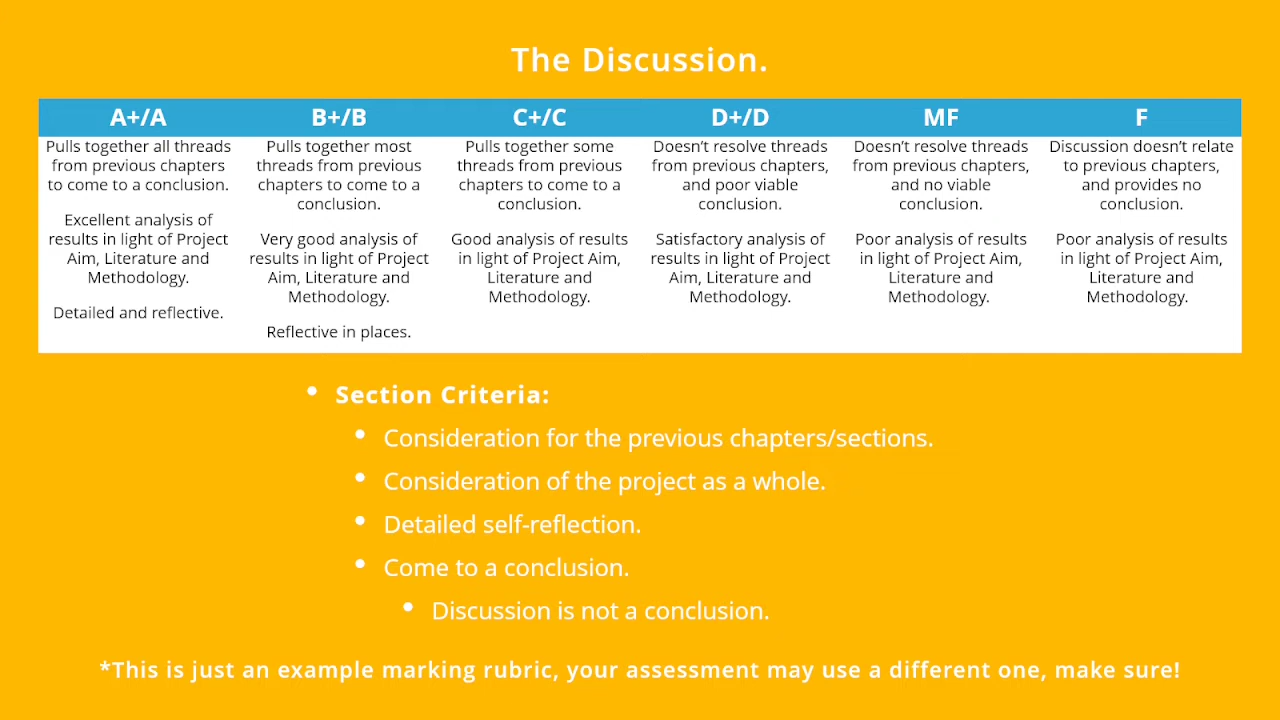 The Discussion.
A+/A B+/B C+/C D+/D MF F
Pulls together all threads
from previous chapters
to come to a conclusion.
Excellent analysis of
results in light of Project
Aim, Literature and
Methodology.
Detailed and reflective.
Pulls together most
threads from previous
chapters to come to a
conclusion.
Very good analysis of
results in light of Project
Aim, Literature and
Methodology.
Reflective in places.
Pulls together some
threads from previous
chapters to come to a
conclusion.
Good analysis of results
in light of Project Aim,
Literature and
Methodology.
Doesn’t resolve threads
from previous chapters,
and poor viable
conclusion.
Satisfactory analysis of
results in light of Project
Aim, Literature and
Methodology.
Doesn’t resolve threads
from previous chapters,
and no viable
conclusion.
Poor analysis of results
in light of Project Aim,
Literature and
Methodology.
Discussion doesn’t relate
to previous chapters,
and provides no
conclusion.
Poor analysis of results
in light of Project Aim,
Literature and
Methodology.
• Section Criteria:
• Consideration for the previous chapters/sections.
• Consideration of the project as a whole.
• Detailed self-reflection.
• Come to a conclusion.
• Discussion is not a conclusion.
*This is just an example marking rubric, your assessment may use a different one, make sure!